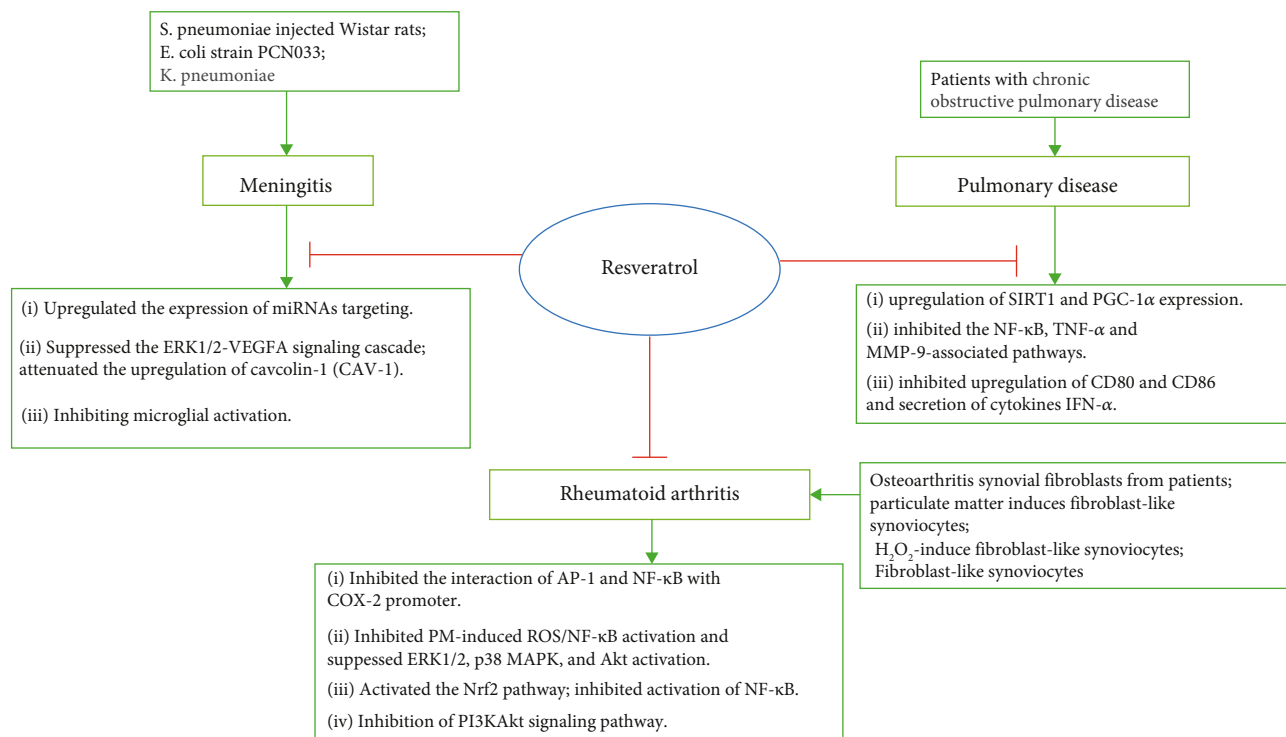 S. pneumoniae injected Wistar rats;
E. coli strain PCN033;
K. pneumoniae
Patients with chronic
obstructive pulmonary disease
Meningitis
Pulmonary disease
Resveratrol
(i) Upregulated the expression of miRNAs targeting.
(ii) Suppressed the ERK1/2-VEGFA signaling cascade;
attenuated the upregulation of cavcolin-1 (CAV-1).
(iii) Inhibiting microglial activation.
(i) upregulation of SIRT1 and PGC-1α expression.
(ii) inhibited the NF-κB, TNF-α and
MMP-9-associated pathways.
(iii) inhibited upregulation of CD80 and CD86
and secretion of cytokines IFN-α.
Rheumatoid arthritis
Osteoarthritis synovial fibroblasts from patients;
particulate matter induces fibroblast-like
synoviocytes;
H₂O₂-induce fibroblast-like synoviocytes;
Fibroblast-like synoviocytes
(i) Inhibited the interaction of AP-1 and NF-κB with
COX-2 promoter.
(ii) Inhibited PM-induced ROS/NF-κB activation and
suppessed ERK1/2, p38 MAPK, and Akt activation.
(iii) Activated the Nrf2 pathway; inhibited activation of NF-κB.
(iv) Inhibition of PI3KAkt signaling pathway.